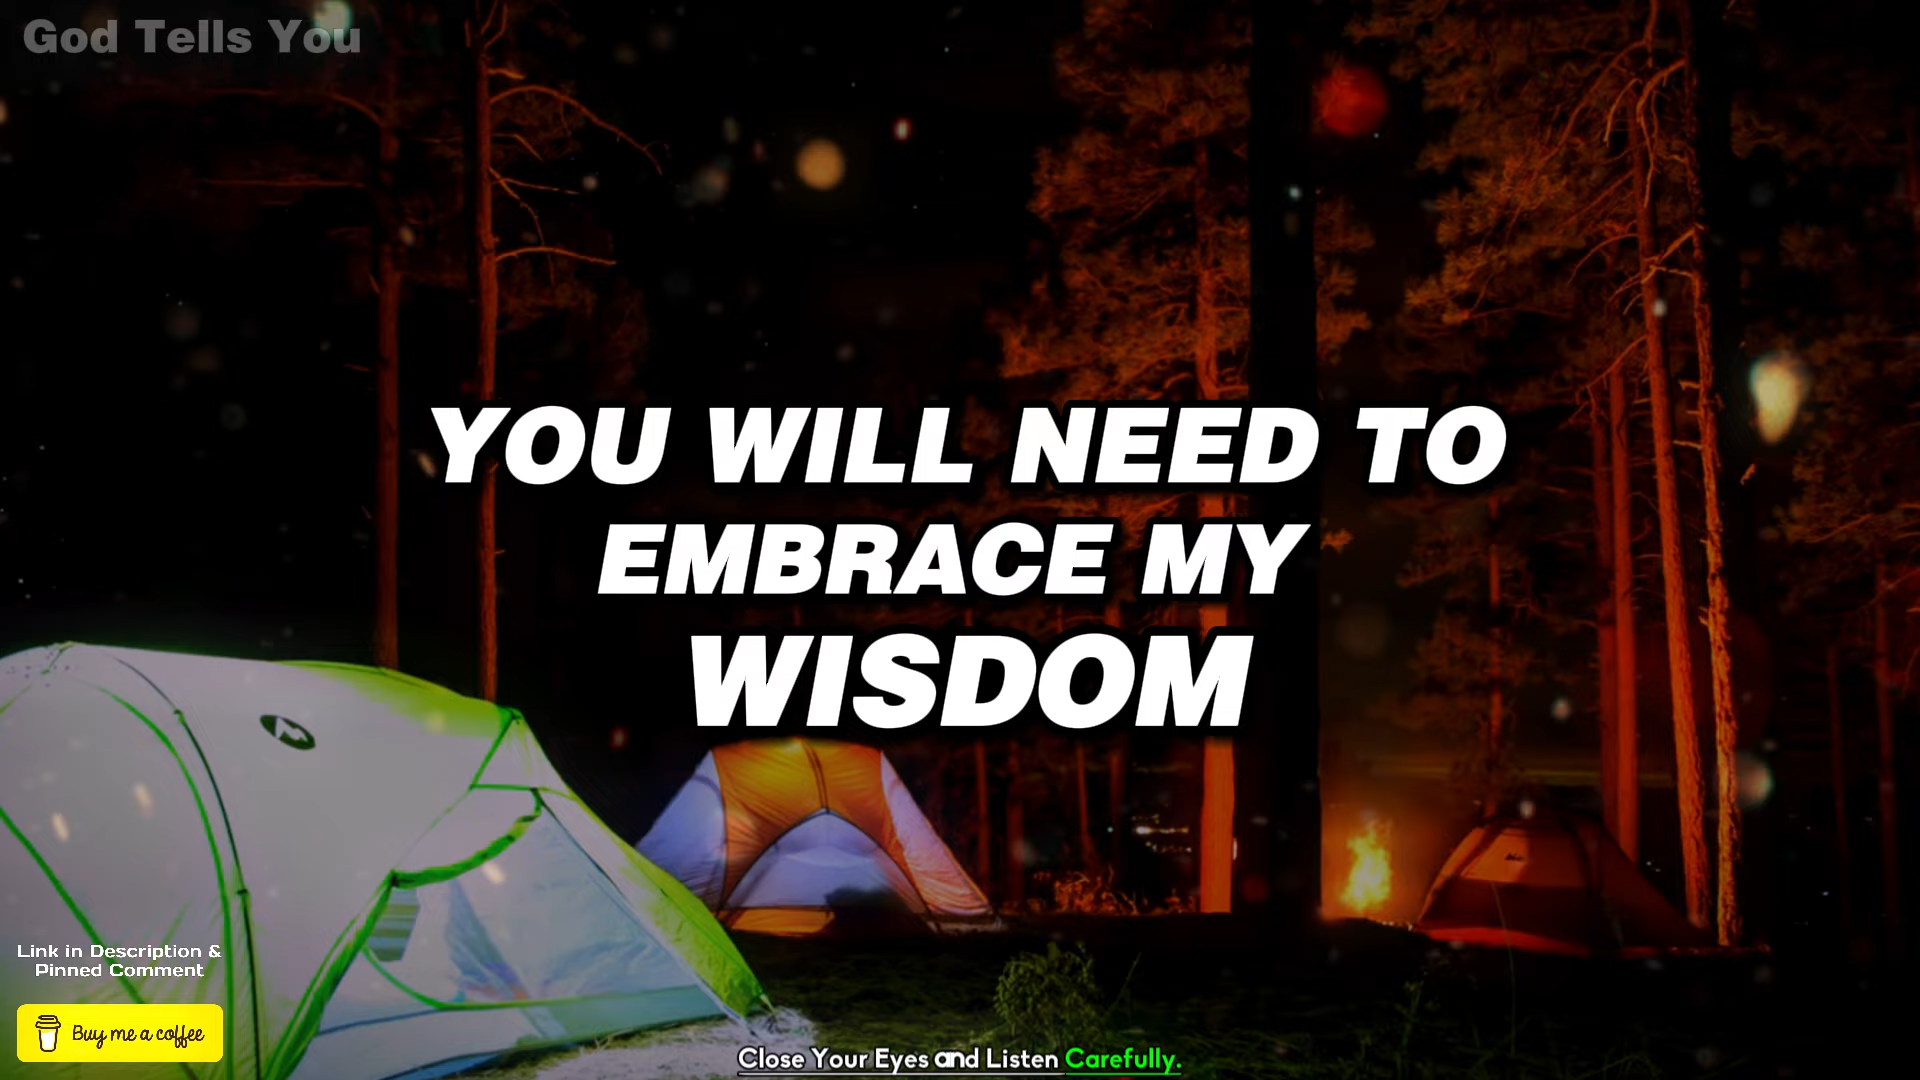 God Tells You
YOU WILL NEED TO
EMBRACE MY
WISDOM
Link in Description &
Pinned Comment
Buy me a coffee
Close Your Eyes and Listen Carefully.